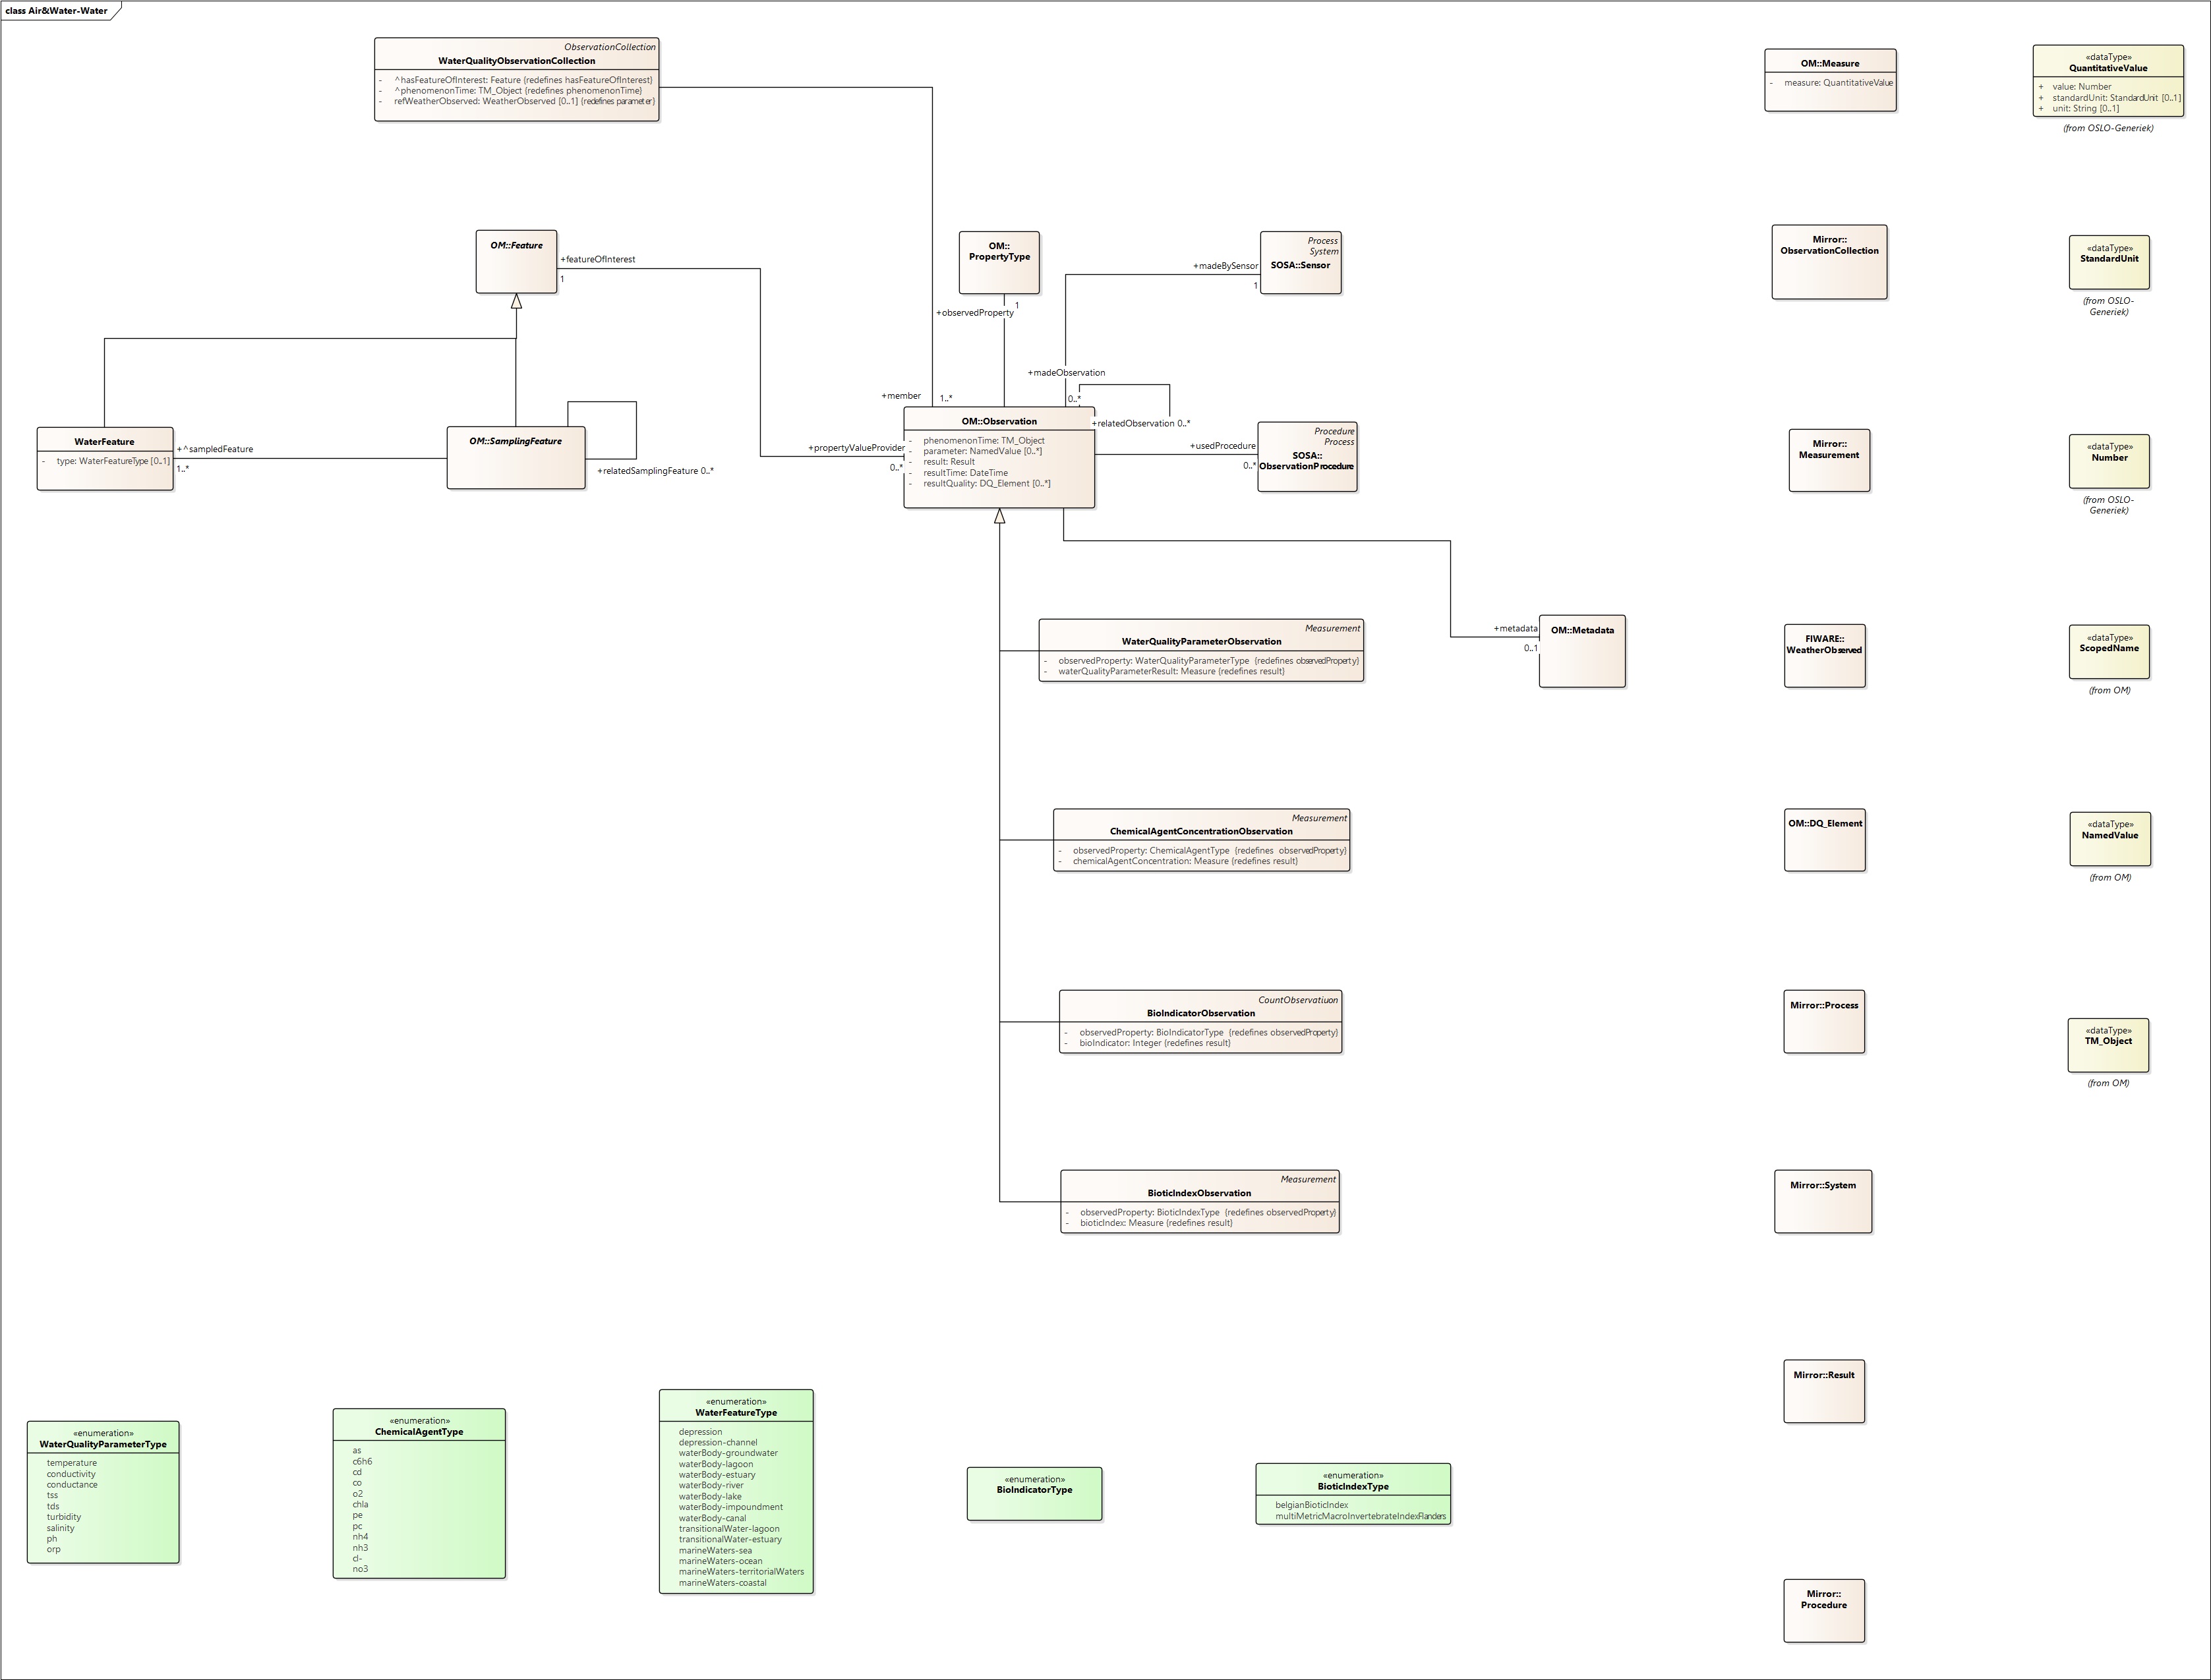 class Air&Water-Water
ObservationCollection
WaterQualityObservationCollection
- ^hasFeatureOfInterest: Feature {redefines hasFeatureOfInterest}
- ^phenomenonTime: TM_Object {redefines phenomenonTime}
- refWeatherObserved: WeatherObserved [0..1] {redefines parameter}
OM::Measure
- measure: QuantitativeValue
«dataType»
QuantitativeValue
+ value: Number
+ standardUnit: StandardUnit [0..1]
+ unit: String [0..1]
(from OSLO-Generiek)
OM::Feature
+featureOfInterest
1
OM::
PropertyType
1
+observedProperty
Process
System
SOSA::Sensor
+madeBySensor
1
Mirror::
ObservationCollection
«dataType»
StandardUnit
(from OSLO-
Generiek)
+madeObservation
0..*
+member
1..*
+relatedObservation 0..*
WaterFeature
- type: WaterFeatureType [0..1]
+^sampledFeature
1..*
OM::SamplingFeature
+relatedSamplingFeature 0..*
+propertyValueProvider
0..*
OM::Observation
- phenomenonTime: TM_Object
- parameter: NamedValue [0..*]
- result: Result
- resultTime: DateTime
- resultQuality: DQ_Element [0..*]
+usedProcedure
0..*
Procedure
Process
SOSA::
ObservationProcedure
Mirror::
Measurement
«dataType»
Number
(from OSLO-
Generiek)
Measurement
WaterQualityParameterObservation
- observedProperty: WaterQualityParameterType {redefines observedProperty}
- waterQualityParameterResult: Measure {redefines result}
+metadata
0..1
OM::Metadata
FIWARE::
WeatherObserved
«dataType»
ScopedName
(from OM)
Measurement
ChemicalAgentConcentrationObservation
- observedProperty: ChemicalAgentType {redefines observedProperty}
- chemicalAgentConcentration: Measure {redefines result}
OM::DQ_Element
«dataType»
NamedValue
(from OM)
CountObservatiuon
BioIndicatorObservation
- observedProperty: BioIndicatorType {redefines observedProperty}
- bioIndicator: Integer {redefines result}
Mirror::Process
«dataType»
TM_Object
(from OM)
Measurement
BioticIndexObservation
- observedProperty: BioticIndexType {redefines observedProperty}
- bioticIndex: Measure {redefines result}
Mirror::System
Mirror::Result
«enumeration»
WaterQualityParameterType
temperature
conductivity
conductance
tss
tds
turbidity
salinity
ph
orp
«enumeration»
ChemicalAgentType
as
c6h6
cd
co
o2
chla
pe
pc
nh4
nh3
cl-
no3
«enumeration»
WaterFeatureType
depression
depression-channel
waterBody-groundwater
waterBody-lagoon
waterBody-estuary
waterBody-river
waterBody-lake
waterBody-impoundment
waterBody-canal
transitionalWater-lagoon
transitionalWater-estuary
marineWaters-sea
marineWaters-ocean
marineWaters-territorialWaters
marineWaters-coastal
«enumeration»
BioIndicatorType
«enumeration»
BioticIndexType
belgianBioticIndex
multiMetricMacroInvertebrateIndexFlanders
Mirror::
Procedure